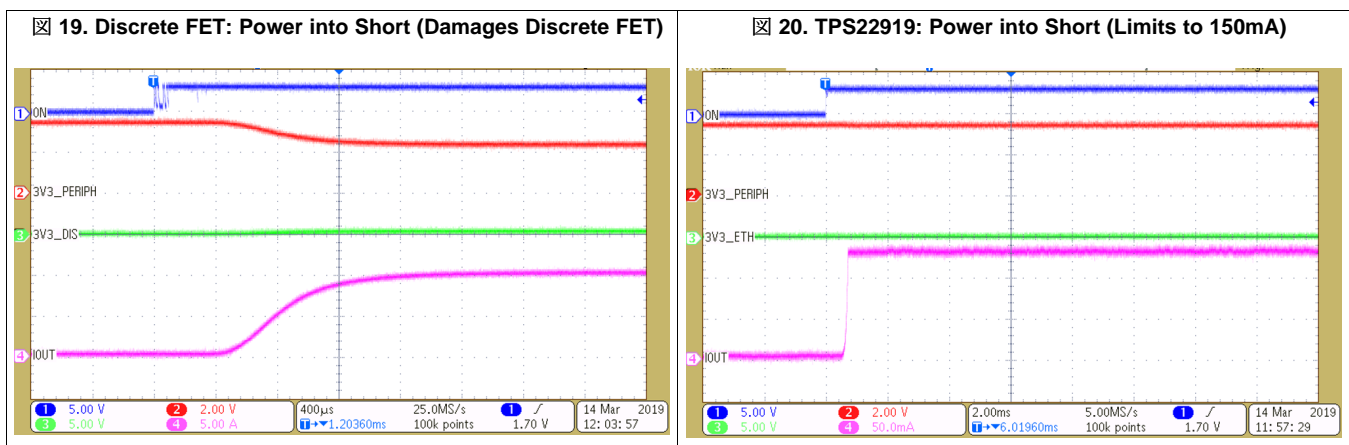 図 19. Discrete FET: Power into Short (Damages Discrete FET)
1 ON
2 3V3_PERIPH
3 3V3_DIS
4 IOUT
T
1 5.00 V 2 2.00 V
3 5.00 V 4 5.00 A
400µs 25.0MS/s 1 1.70 V
T→▼1.20360ms 100k points
14 Mar 2019
12:03:57
図 20. TPS22919: Power into Short (Limits to 150mA)
T
1 ON
2 3V3_PERIPH
3 3V3_ETH
4 IOUT
1 5.00 V 2 2.00 V
3 5.00 V 4 50.0mA
2.00ms 5.00MS/s 1 1.70 V
T→▼6.01960ms 100k points
14 Mar 2019
11:57:29